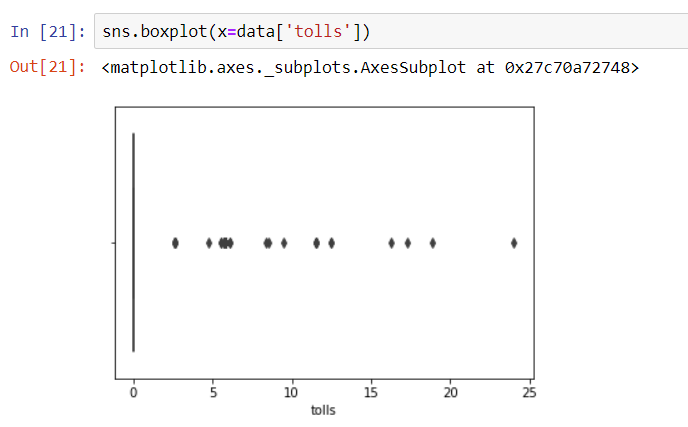 In [21]: sns.boxplot(x=data['tolls'])
Out[21]: <matplotlib.axes._subplots.AxesSubplot at 0x27c70a72748>
0 5 10 15 20 25
tolls